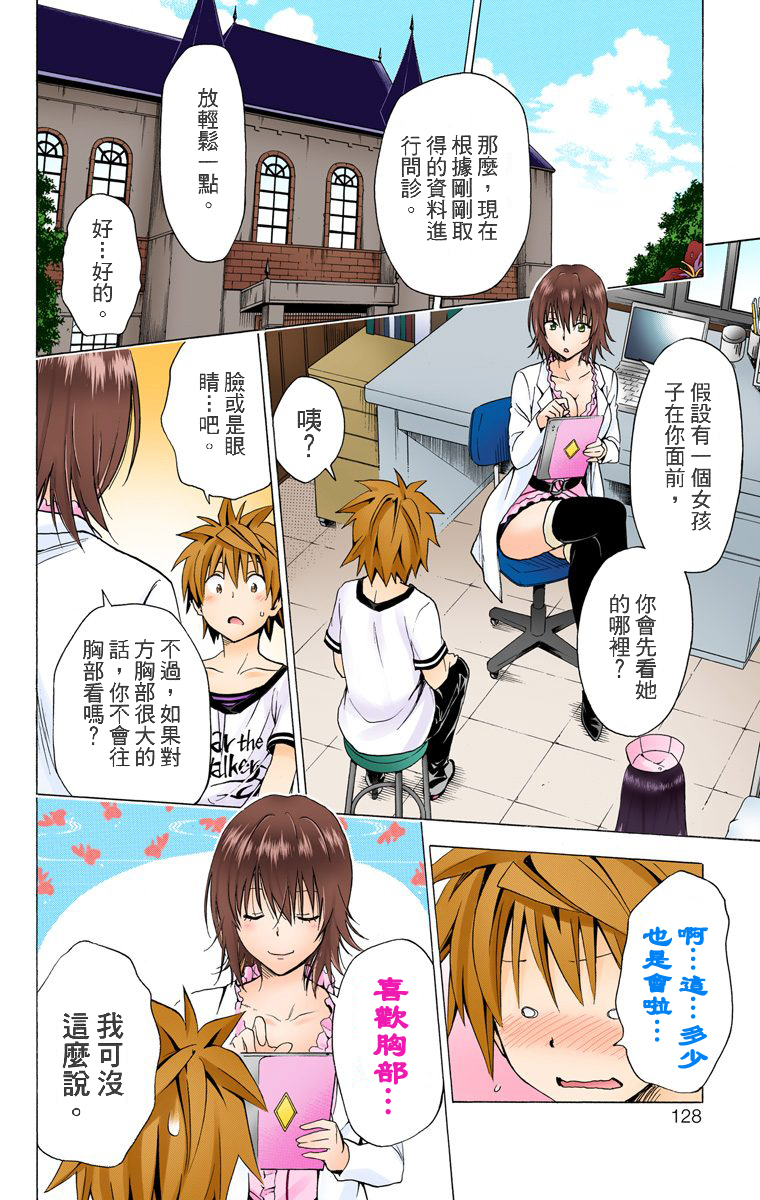 那麼，現在
根據剛剛取
得的資料進
行問診。
放輕鬆一
點。
好…好的。
假設有一個女孩
子在你面前，
你會先看她
的哪裡？
咦？
臉或是眼
睛…吧。
不過，如果對
方胸部很大的
話，你不會往
胸部看嗎？
啊…這…多少
也是會啦…
喜歡胸部…
我可沒
這麼說。
128